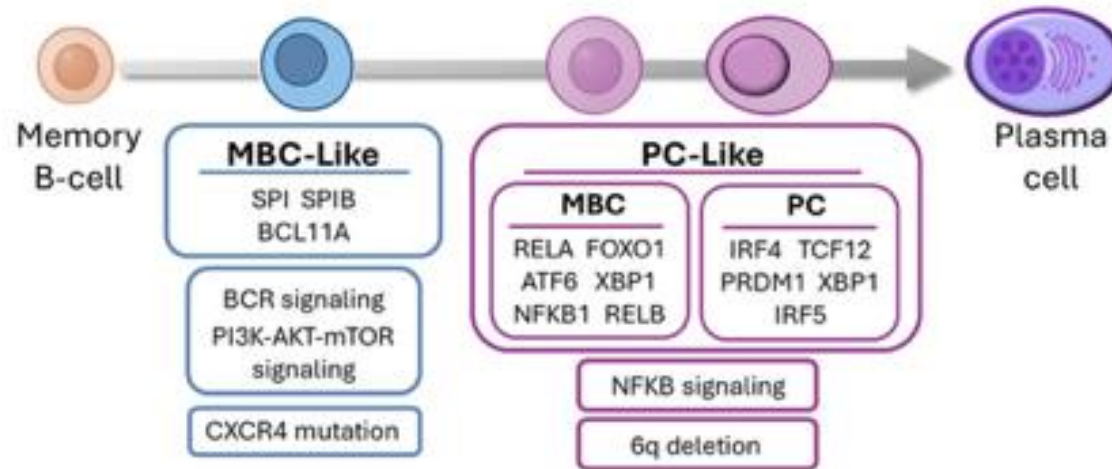 Memory
B-cell
MBC-Like
SPI SPIB
BCL11A
BCR signaling
PI3K-AKT-mTOR
signaling
CXCR4 mutation
PC-Like
MBC
RELA FOXO1
ATF6 XBP1
NFKB1 RELB
PC
IRF4 TCF12
PRDM1 XBP1
IRF5
NFKB signaling
6q deletion
Plasma
cell